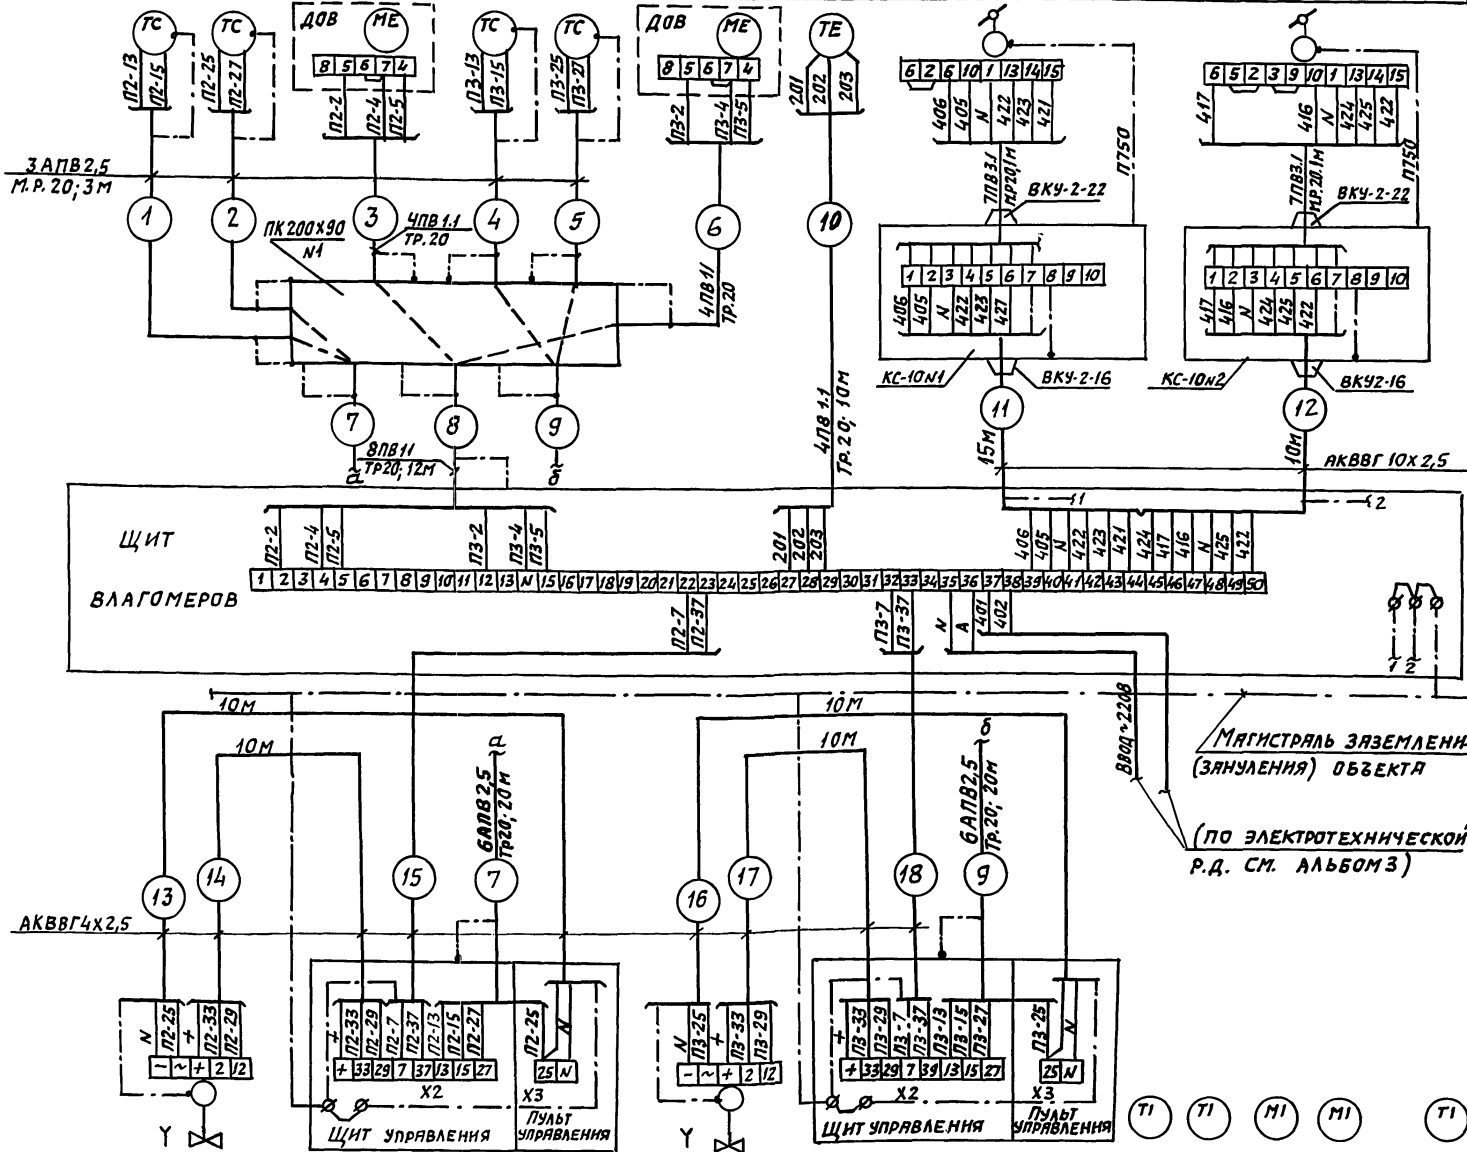 ТС
ТС
ДОВ
МЕ
ТС
ТС
ДОВ
МЕ
ТЕ
8 5 6 7 4
8 5 6 7 4
6 2 6 10 1 13 14 15
6 5 2 3 9 10 1 13 14 15
П2-13
П2-15
П2-25
П2-27
П2-2
П2-4
П2-5
П3-13
П3-15
П3-25
П3-27
П3-2
П3-4
П3-5
201
202
203
406
405
N
422
423
421
417
416
N
424
425
422
П750
П750
3АПВ2,5
М.Р. 20; 3М
7ПВ3.1
М.Р.20,1м
ВКУ-2-22
7ПВ3.1
М.Р.20.1м
ВКУ-2-22
1
2
3
4
5
6
10
ПК200X90
N1
4ПВ 1.1
ТР.20
4ПВ 1.1
ТР.20
1 2 3 4 5 6 7 8 9 10
1 2 3 4 5 6 7 8 9 10
406
405
N
422
423
427
417
416
N
424
425
422
КС-10N1
ВКУ-2-16
КС-10N2
ВКУ2-16
7
8
9
11
12
а
8ПВ11
ТР20; 12М
б
4ПВ 1.1
ТР.20; 10М
15М
10М
АКВВГ 10X2,5
1
2
ЩИТ
ВЛАГОМЕРОВ
П2-2
П2-4
П2-5
П3-2
П3-4
П3-5
201
202
203
406
405
N
422
423
421
424
417
416
N
425
422
1 2 3 4 5 6 7 8 9 10 11 12 13 N 15 16 17 18 19 20 21 22 23 24 25 26 27 28 29 30 31 32 33 34 35 36 37 38 39 40 41 42 43 44 45 46 47 48 49 50
П2-7
П2-37
П3-7
П3-37
N
А
401
402
1
2
10М
10М
10М
10М
а
б
6АПВ2,5
Тр20; 20м
6АПВ2,5
Тр.20; 20м
ВВОД~220В
МАГИСТРАЛЬ ЗАЗЕМЛЕНИ
(ЗАНУЛЕНИЯ) ОБЪЕКТА
(ПО ЭЛЕКТРОТЕХНИЧЕСКОЙ
Р.Д. СМ. АЛЬБОМ 3)
13
14
15
7
16
17
18
9
АКВВГ4X2,5
N
П2-25
+
П2-33
П2-29
+
П2-33
П2-29
П2-7
П2-37
П2-13
П2-15
П2-27
П2-25
N
N
П3-25
+
П3-33
П3-29
+
П3-33
П3-29
П3-7
П3-37
П3-13
П3-15
П3-27
П3-25
N
- ~ + 2 12
+ 33 29 7 37 13 15 27
25 N
- ~ + 2 12
+ 33 29 7 39 13 15 27
25 N
X2
X3
X2
X3
Y
ЩИТ УПРАВЛЕНИЯ
ПУЛЬТ
УПРАВЛЕНИЯ
Y
ЩИТ УПРАВЛЕНИЯ
ПУЛЬТ
УПРАВЛЕНИЯ
Т1
Т1
М1
М1
Т1